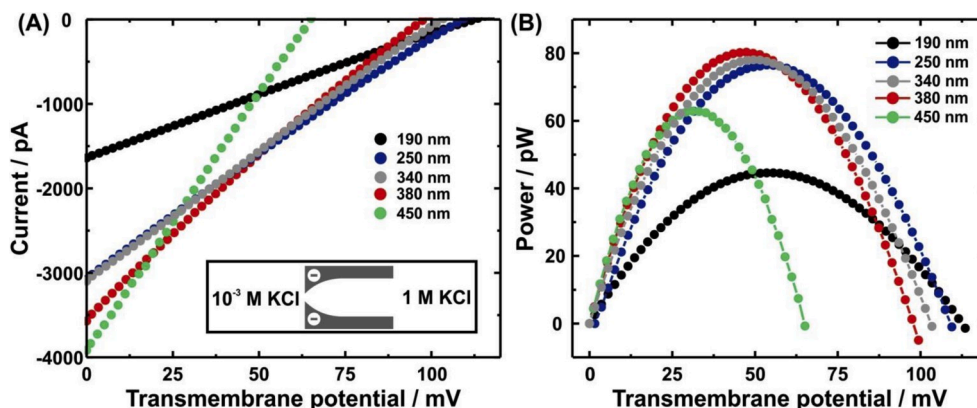 (A)
0
-1000
-2000
-3000
-4000
Current / pA
190 nm
250 nm
340 nm
380 nm
450 nm
10⁻³ M KCl
1 M KCl
0 25 50 75 100
Transmembrane potential / mV
(B)
80
60
40
20
0
Power / pW
190 nm
250 nm
340 nm
380 nm
450 nm
0 25 50 75 100
Transmembrane potential / mV